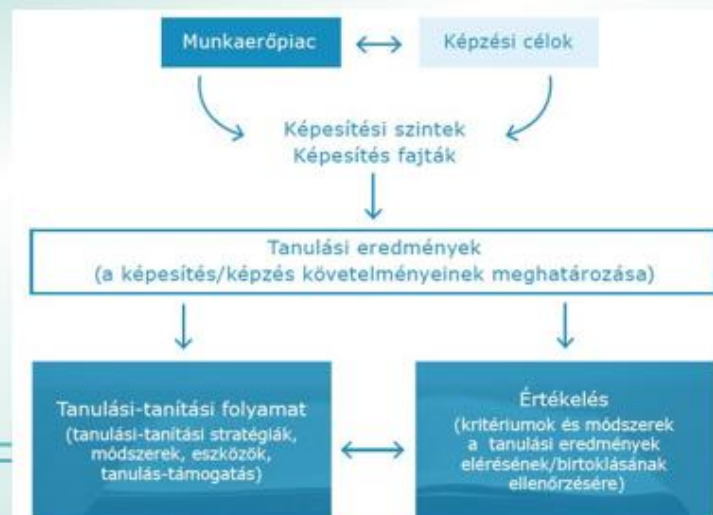 Munkaerőpiac
Képzési célok
Képesítési szintek
Képesítés fajták
Tanulási eredmények
(a képesítés/képzés követelményeinek meghatározása)
Tanulási-tanítási folyamat
(tanulási-tanítási stratégiák,
módszerek, eszközök,
tanulás-támogatás)
Értékelés
(kritériumok és módszerek
a tanulási eredmények
elérésének/birtoklásának
ellenőrzésére)